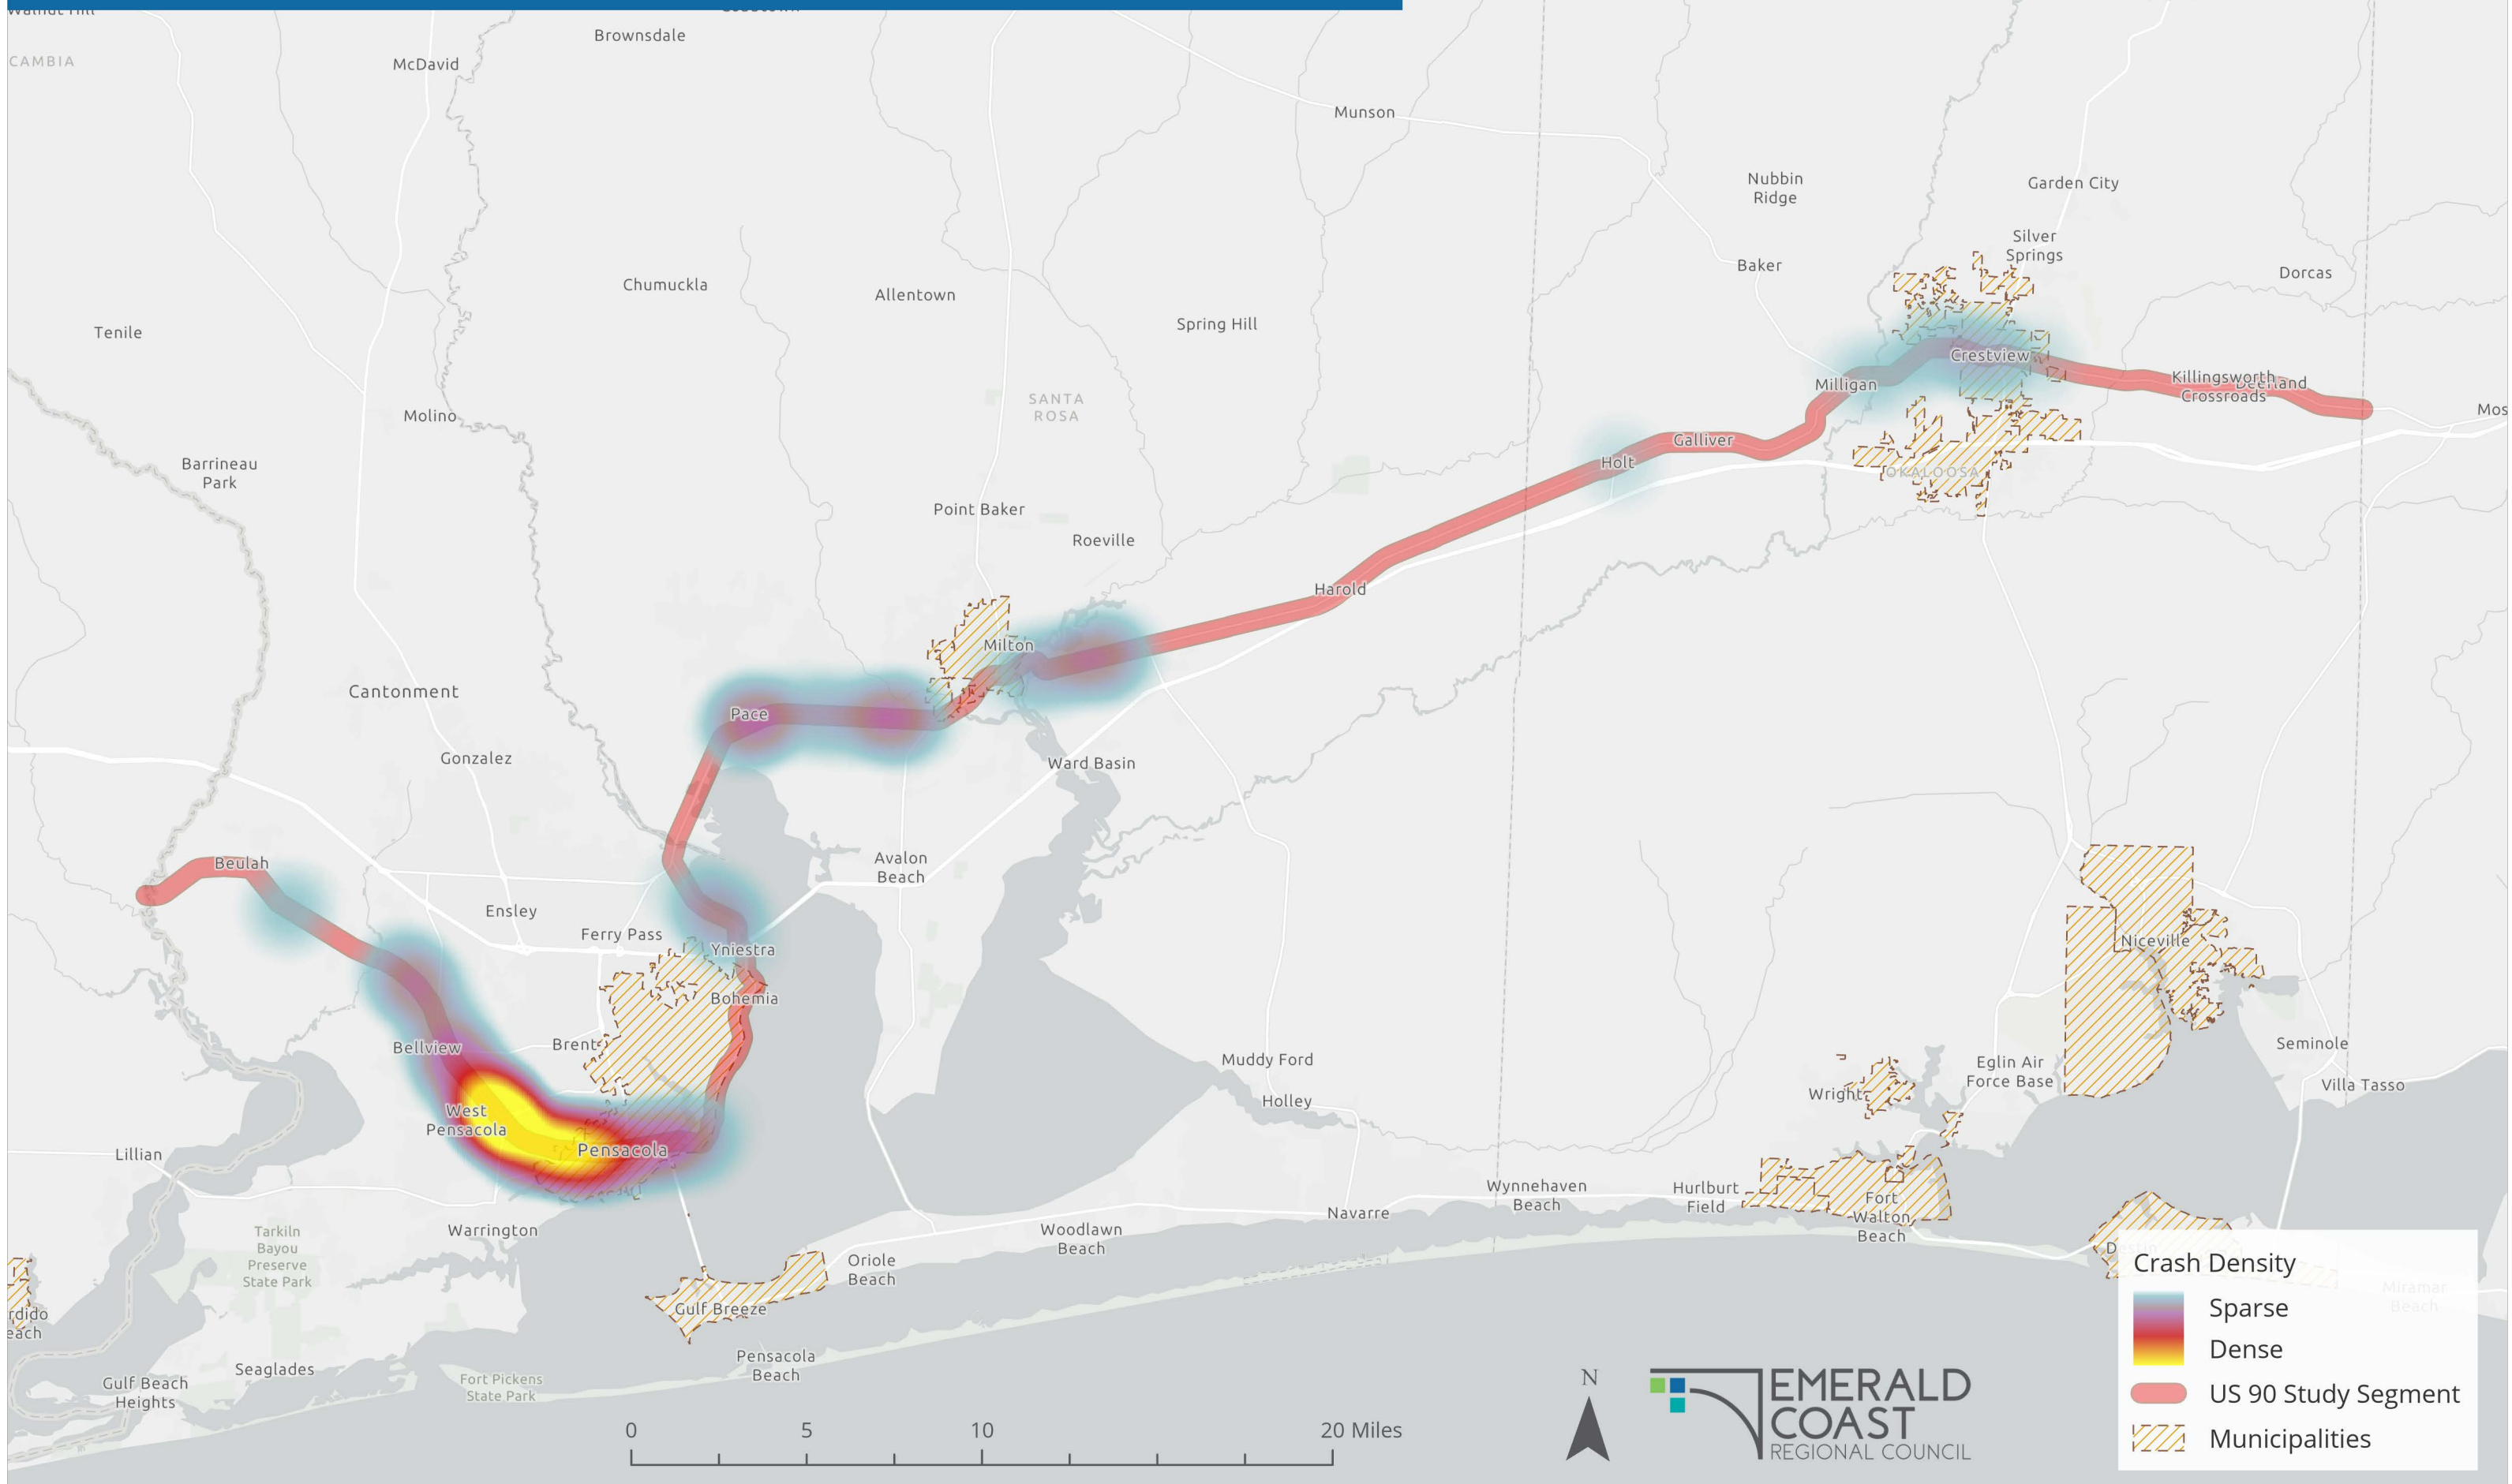 Brownsdale
CAMBIA
McDavid
Munson
Nubbin
Ridge
Garden City
Silver
Springs
Baker
Dorcas
Chumuckla
Allentown
Spring Hill
Tenile
Crestview
Milligan
Killingsworth
Crossroads
SANTA
ROSA
Molino
Mos
Galliver
Holt
OKALOOSA
Barrineau
Park
Point Baker
Roeville
Harold
Milton
Cantonment
Pace
Gonzalez
Ward Basin
Beulah
Avalon
Beach
Ensley
Ferry Pass
Yniestra
Niceville
Bohemia
Brent
Bellview
Seminole
Muddy Ford
Eglin Air
Force Base
Villa Tasso
Wright
Holley
West
Pensacola
Pensacola
Lillian
Wynnehaven
Beach
Hurlburt
Field
Fort
Walton
Beach
Navarre
Warrington
Woodlawn
Beach
Tarkiln
Bayou
Preserve
State Park
Oriole
Beach
Gulf Breeze
rdido
each
Pensacola
Beach
Seaglades
Gulf Beach
Heights
Fort Pickens
State Park
Miramar
Beach
Crash Density
Sparse
Dense
US 90 Study Segment
Municipalities
0 5 10 20 Miles
N
EMERALD
COAST
REGIONAL COUNCIL